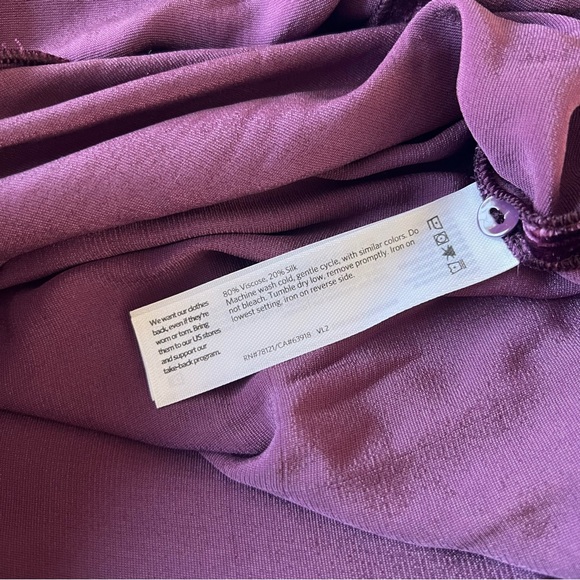 80% Viscose, 20% Silk
Machine wash cold, gentle cycle, with similar colors. Do
not bleach. Tumble dry low, remove promptly. Iron on
lowest setting, iron on reverse side.
RN#78121/CA#63918 VL2
We want our clothes
back, even if they're
worn or torn. Bring
them to our US stores
and support our
take-back program.